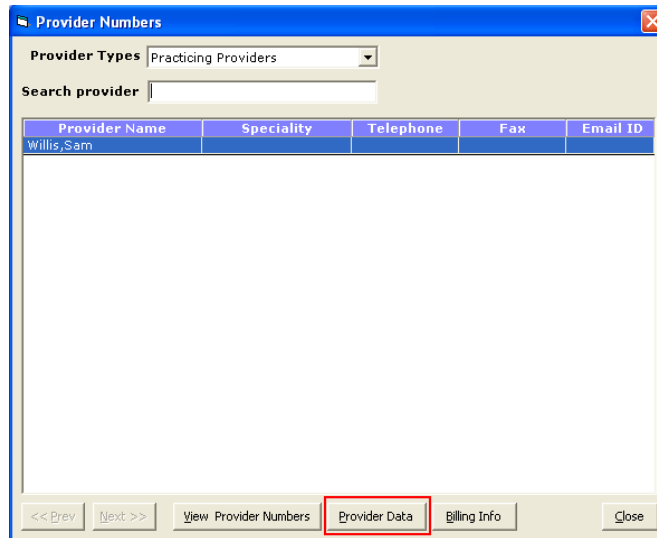 Provider Numbers
Provider Types Practicing Providers
Search provider
Provider Name Speciality Telephone Fax Email ID
Willis,Sam
<< Prev Next >> View Provider Numbers Provider Data Billing Info Close